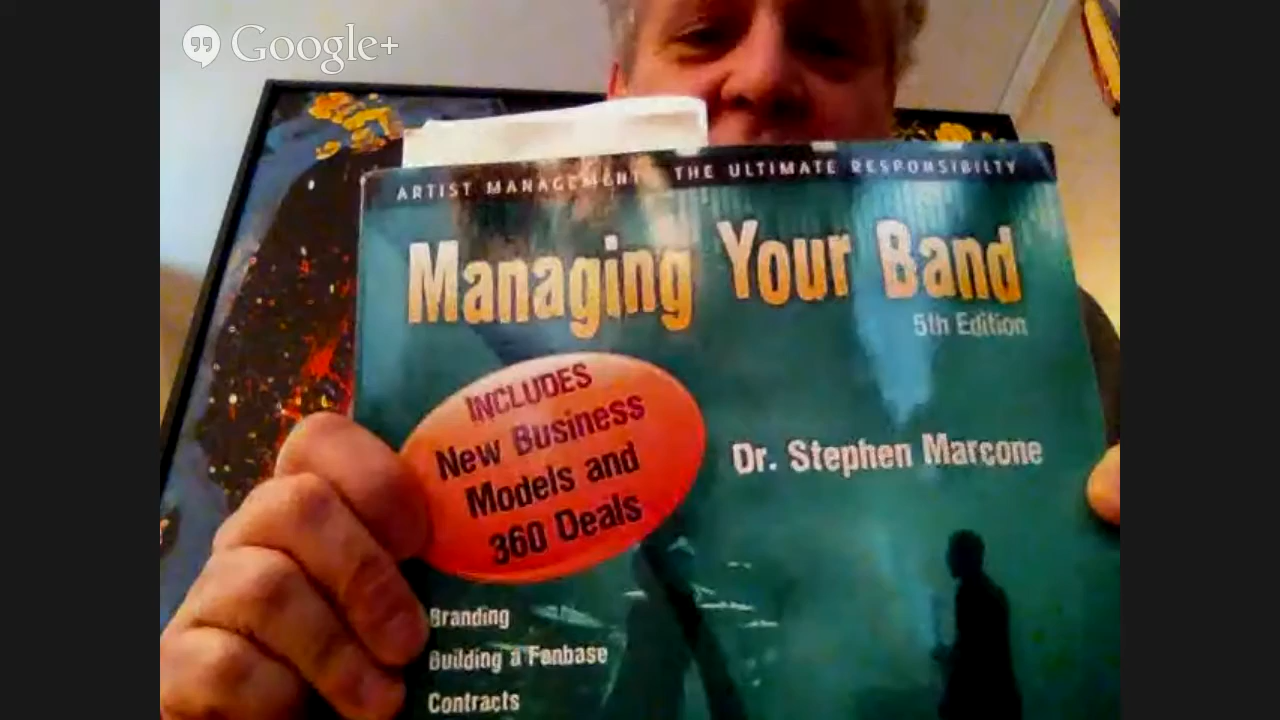 Google+
ARTIST MANAGEMENT THE ULTIMATE RESPONSIBILTY
Managing Your Band
5th Edition
INCLUDES
New Business
Models and
360 Deals
Dr. Stephen Marcone
Branding
Building a Fanbase
Contracts